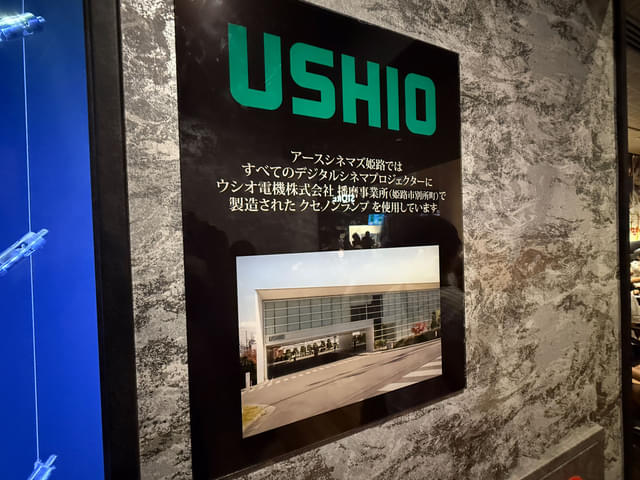 USHIO
アースシネマズ姫路では
すべてのデジタルシネマプロジェクターに
ウシオ電機株式会社 播磨事業所(姫路市別所町)で
製造された クセノンランプ を使用しています